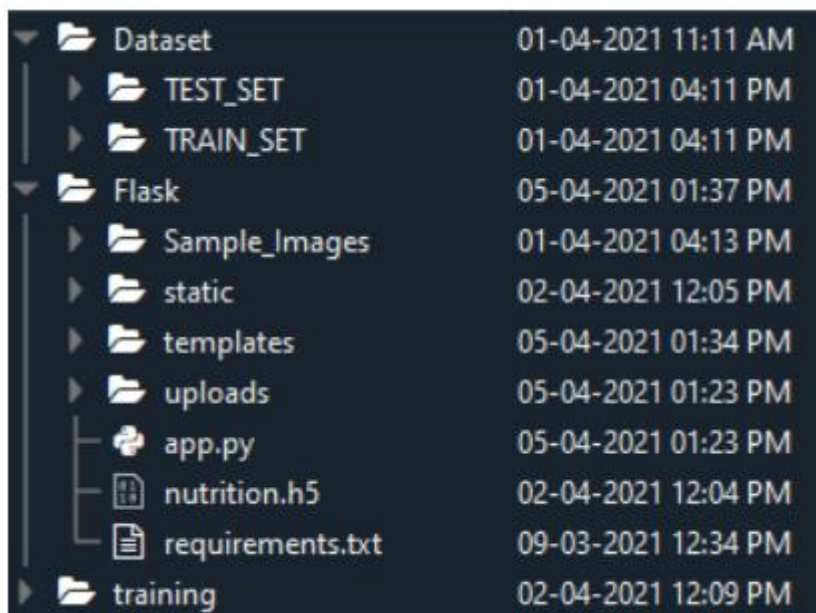 Dataset 01-04-2021 11:11 AM
TEST_SET 01-04-2021 04:11 PM
TRAIN_SET 01-04-2021 04:11 PM
Flask 05-04-2021 01:37 PM
Sample_Images 01-04-2021 04:13 PM
static 02-04-2021 12:05 PM
templates 05-04-2021 01:34 PM
uploads 05-04-2021 01:23 PM
app.py 05-04-2021 01:23 PM
nutrition.h5 02-04-2021 12:04 PM
requirements.txt 09-03-2021 12:34 PM
training 02-04-2021 12:09 PM